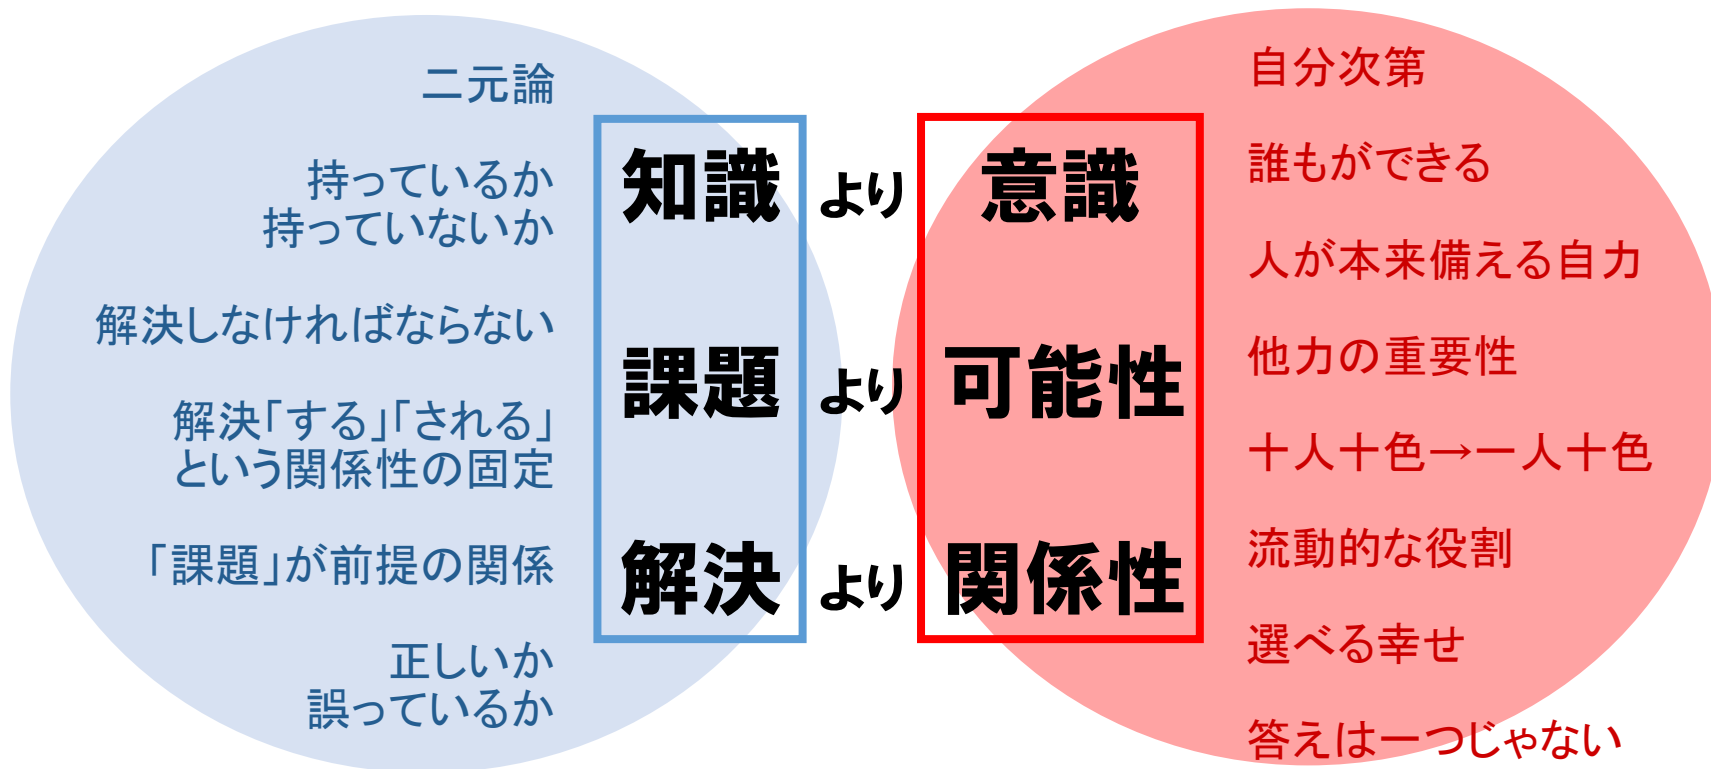 二元論
持っているか
持っていないか
解決しなければならない
解決「する」「される」
という関係性の固定
「課題」が前提の関係
正しいか
誤っているか
知識 より 意識
課題 より 可能性
解決 より 関係性
自分次第
誰もができる
人が本来備える自力
他力の重要性
十人十色→一人十色
流動的な役割
選べる幸せ
答えは一つじゃない